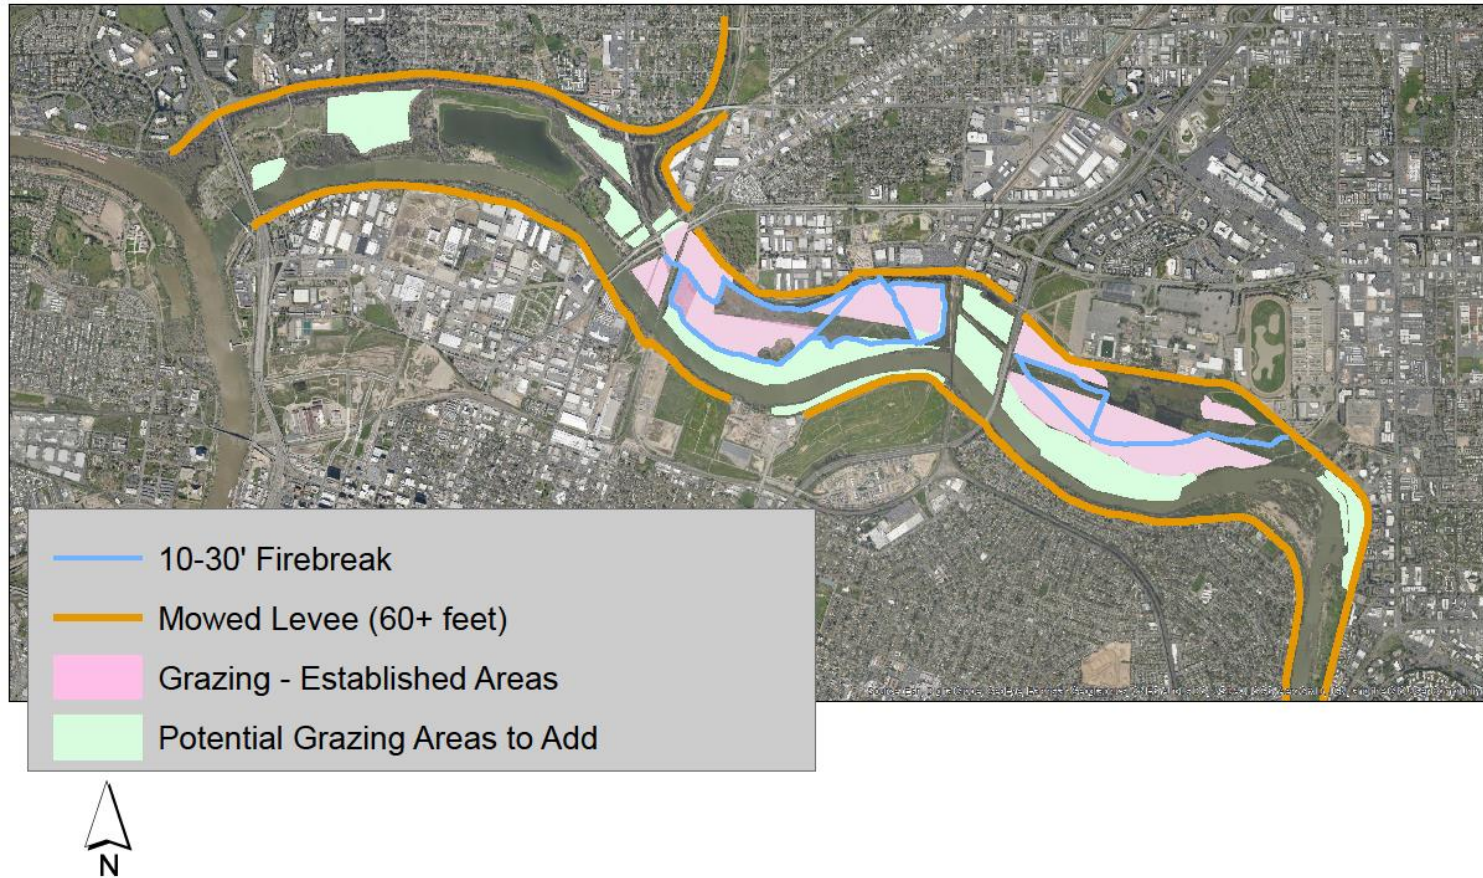 10-30' Firebreak
Mowed Levee (60+ feet)
Grazing - Established Areas
Potential Grazing Areas to Add
N